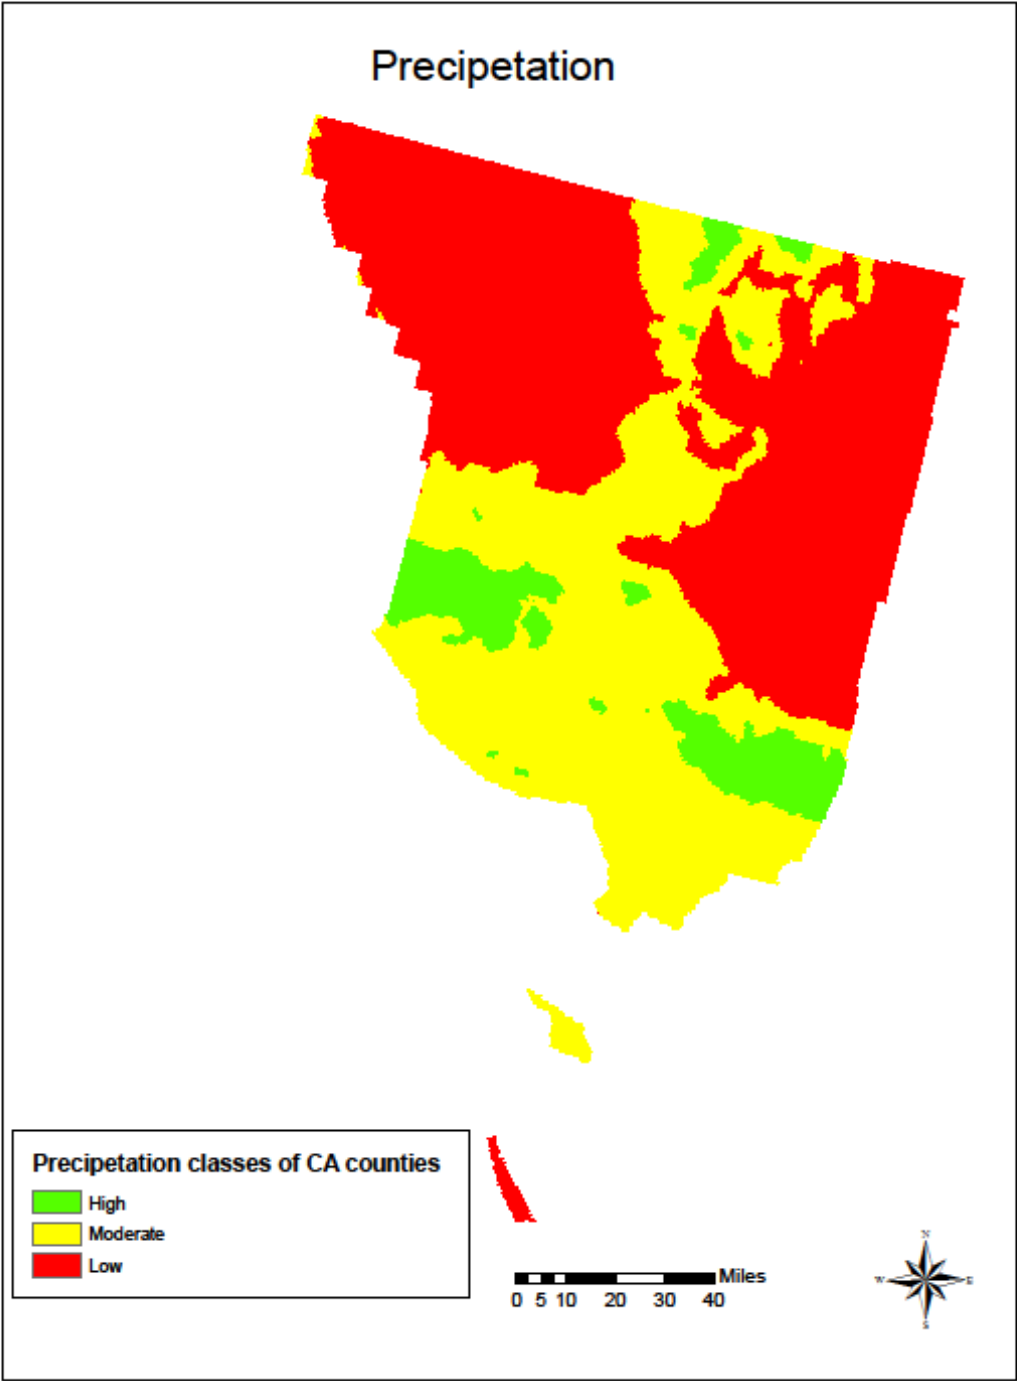 Precipetation
Precipetation classes of CA counties
High
Moderate
Low
Miles
0 5 10 20 30 40
N
W E
S